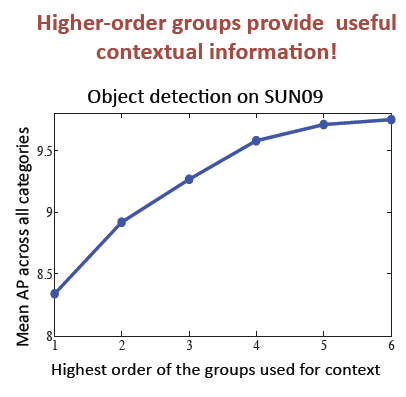 Higher-order groups provide useful
contextual information!
Object detection on SUN09
Mean AP across all categories
9.5
9
8.5
8
1 2 3 4 5 6
Highest order of the groups used for context